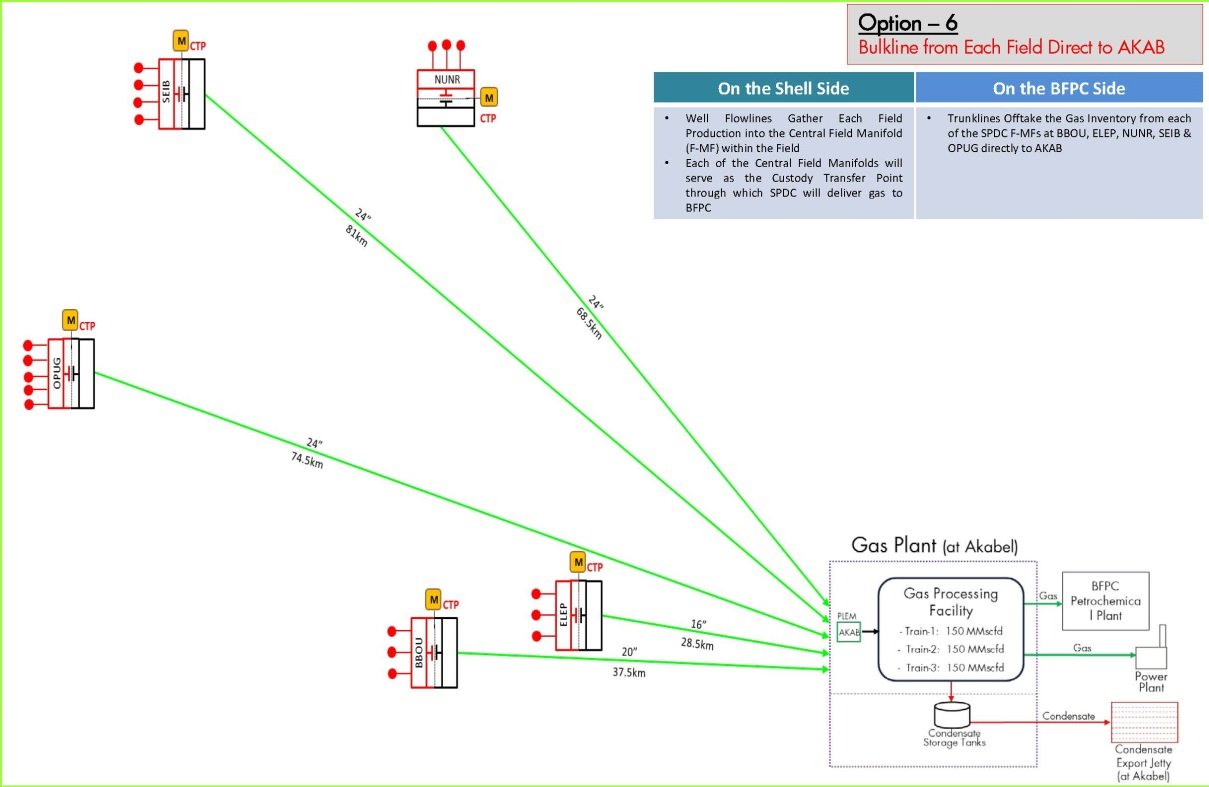 Option – 6
Bulkline from Each Field Direct to AKAB
On the Shell Side
On the BFPC Side
• Well Flowlines Gather Each Field
Production into the Central Field Manifold
(F-MF) within the Field
• Each of the Central Field Manifolds will
serve as the Custody Transfer Point
through which SPDC will deliver gas to
BFPC
• Trunklines Offtake the Gas Inventory from each
of the SPDC F-MFs at BBOU, ELEP, NUNR, SEIB &
OPUG directly to AKAB
M
CTP
SEIB
NUNR
M
CTP
24"
81km
24"
68.5km
M
CTP
OPUG
24"
74.5km
M
CTP
ELEP
16"
28.5km
M
CTP
BBOU
20"
37.5km
Gas Plant (at Akabel)
PLEM
AKAB
Gas Processing
Facility
- Train-1: 150 MMscfd
- Train-2: 150 MMscfd
- Train-3: 150 MMscfd
Gas
BFPC
Petrochemica
l Plant
Gas
Power
Plant
Condensate
Storage Tanks
Condensate
Condensate
Export Jetty
(at Akabel)